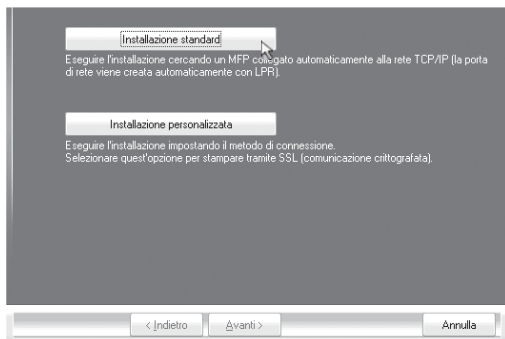 Installazione standard
Eseguire l'installazione cercando un MFP collegato automaticamente alla rete TCP/IP (la porta
di rete viene creata automaticamente con LPR).
Installazione personalizzata
Eseguire l'installazione impostando il metodo di connessione.
Selezionare quest'opzione per stampare tramite SSL (comunicazione crittografata).
< Indietro
Avanti >
Annulla